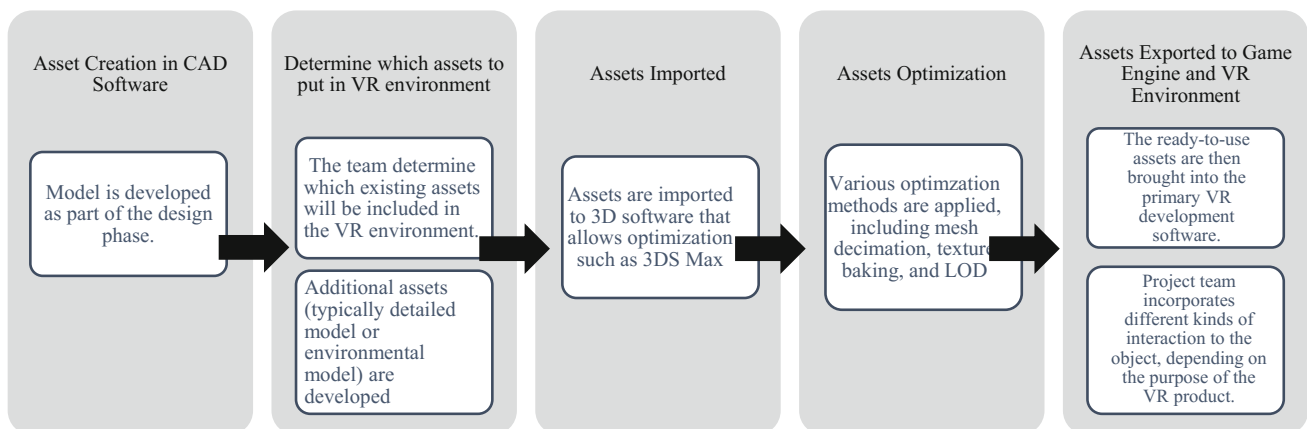 Asset Creation in CAD
Software
Model is developed
as part of the design
phase.
Determine which assets to
put in VR environment
The team determine
which existing assets
will be included in
the VR environment.
Additional assets
(typically detailed
model or
environmental
model) are
developed
Assets Imported
Assets are imported
to 3D software that
allows optimization
such as 3DS Max
Assets Optimization
Various optimzation
methods are applied,
including mesh
decimation, texture
baking, and LOD
Assets Exported to Game
Engine and VR
Environment
The ready-to-use
assets are then
brought into the
primary VR
development
software.
Project team
incorporates
different kinds of
interaction to the
object, depending on
the purpose of the
VR product.